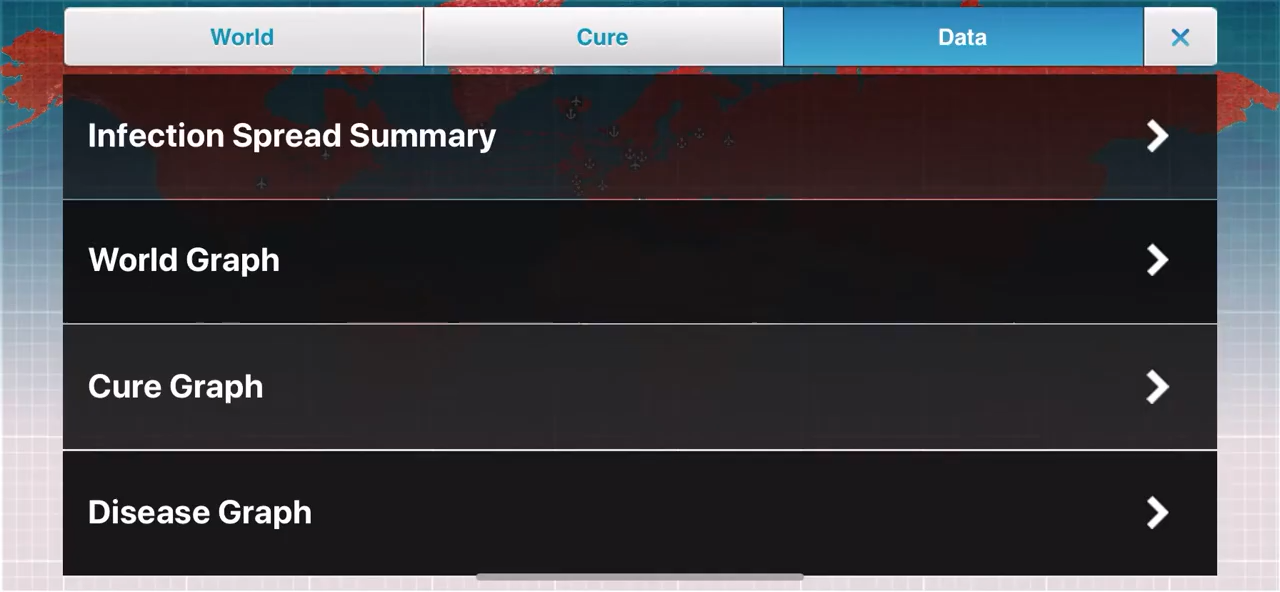 World
Cure
Data
Infection Spread Summary
World Graph
Cure Graph
Disease Graph